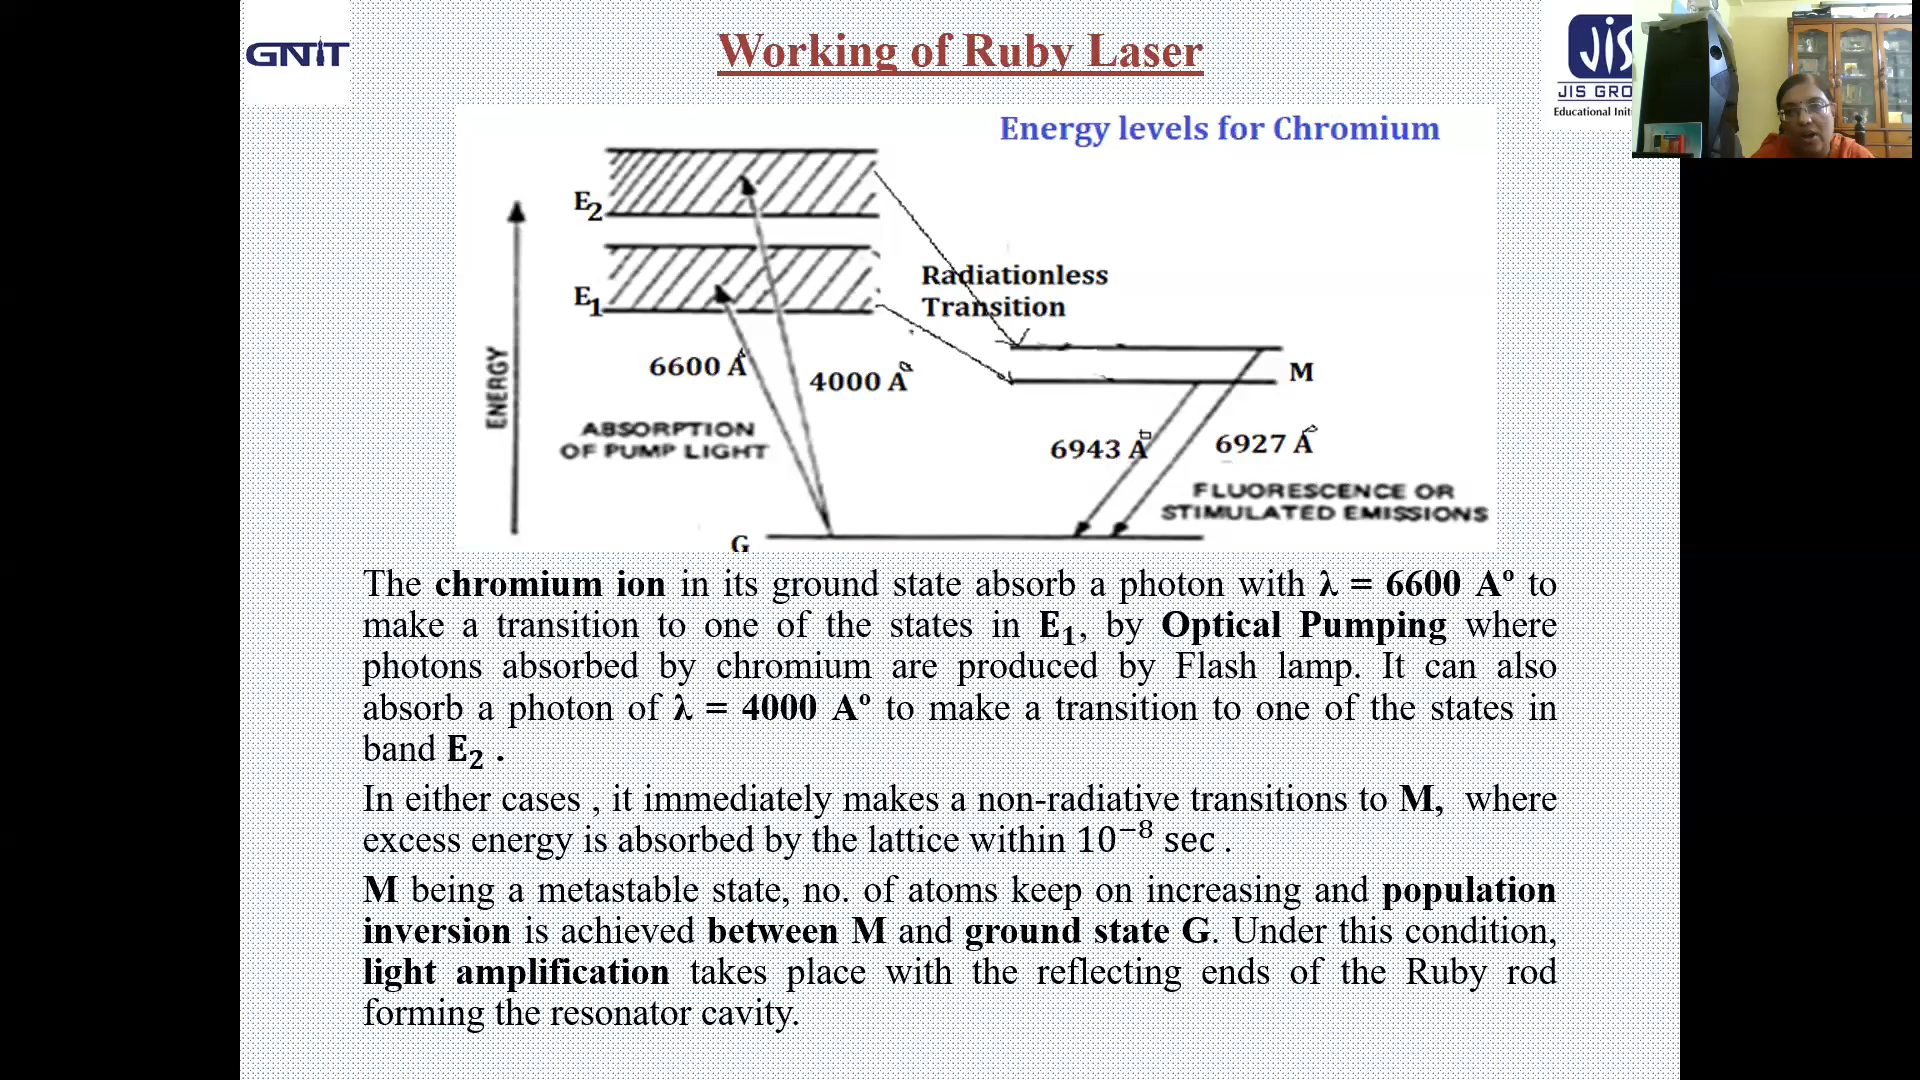 GNIT
Working of Ruby Laser
JIS
JIS GRO
Educational Initi
Energy levels for Chromium
E2
E1
Radiationless
Transition
ENERGY
6600 A°
4000 A°
M
ABSORPTION
OF PUMP LIGHT
6943 A°
6927 A°
FLUORESCENCE OR
STIMULATED EMISSIONS
G
The chromium ion in its ground state absorb a photon with λ = 6600 Aº to
make a transition to one of the states in E₁, by Optical Pumping where
photons absorbed by chromium are produced by Flash lamp. It can also
absorb a photon of λ = 4000 Aº to make a transition to one of the states in
band E₂ .
In either cases , it immediately makes a non-radiative transitions to M, where
excess energy is absorbed by the lattice within 10⁻⁸ sec .
M being a metastable state, no. of atoms keep on increasing and population
inversion is achieved between M and ground state G. Under this condition,
light amplification takes place with the reflecting ends of the Ruby rod
forming the resonator cavity.